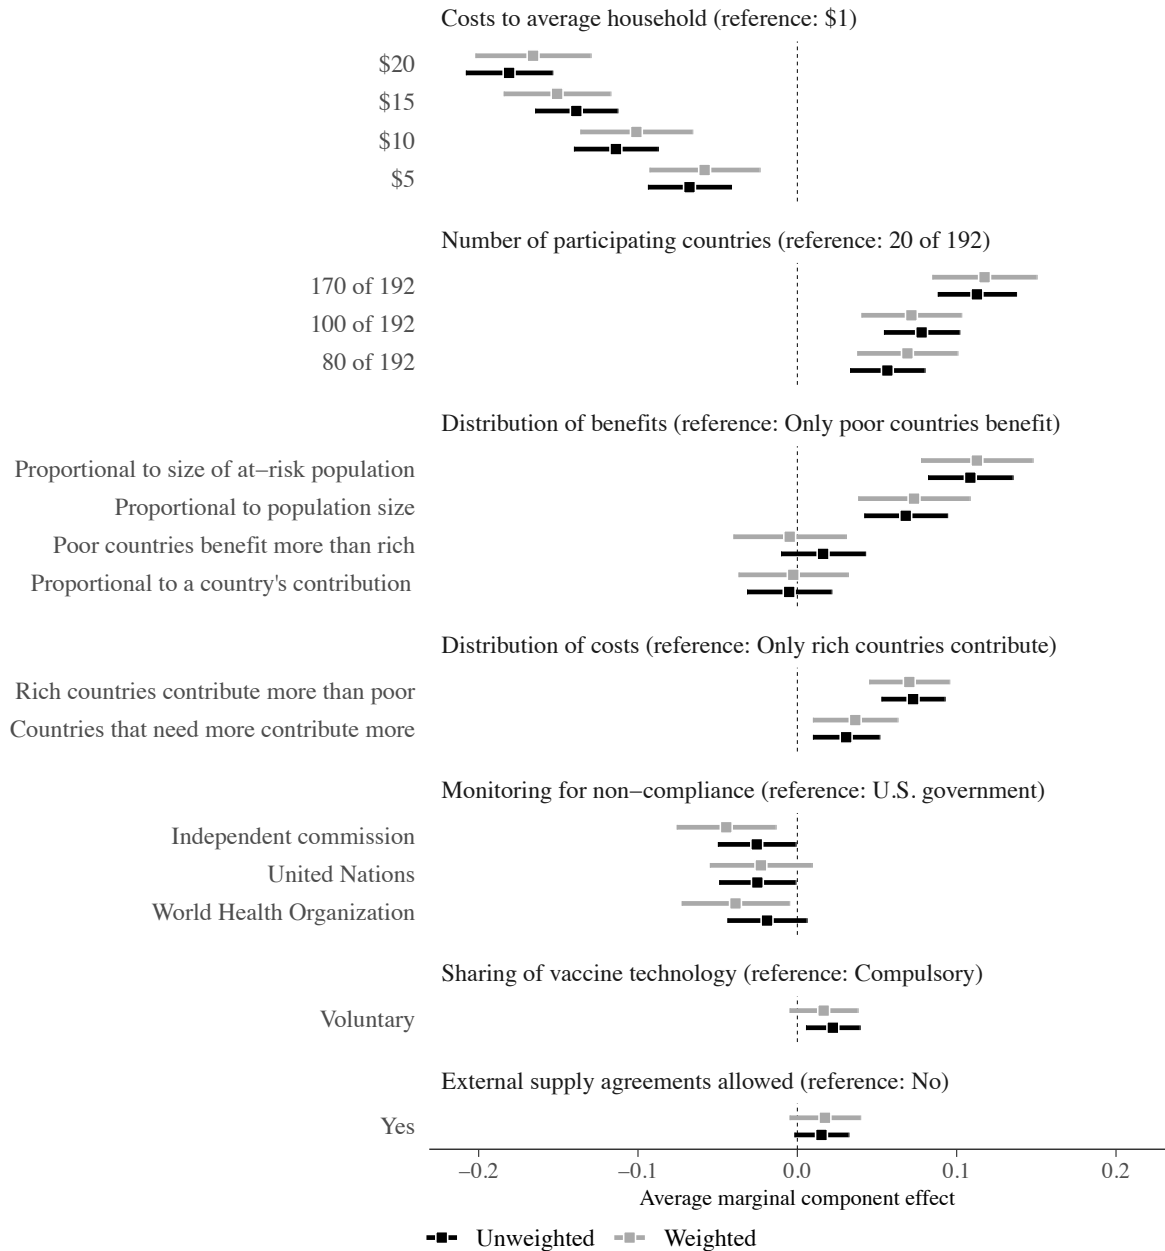 Costs to average household (reference: $1)
$20
$15
$10
$5
Number of participating countries (reference: 20 of 192)
170 of 192
100 of 192
80 of 192
Distribution of benefits (reference: Only poor countries benefit)
Proportional to size of at–risk population
Proportional to population size
Poor countries benefit more than rich
Proportional to a country's contribution
Distribution of costs (reference: Only rich countries contribute)
Rich countries contribute more than poor
Countries that need more contribute more
Monitoring for non–compliance (reference: U.S. government)
Independent commission
United Nations
World Health Organization
Sharing of vaccine technology (reference: Compulsory)
Voluntary
External supply agreements allowed (reference: No)
Yes
–0.2 –0.1 0.0 0.1 0.2
Average marginal component effect
Unweighted Weighted